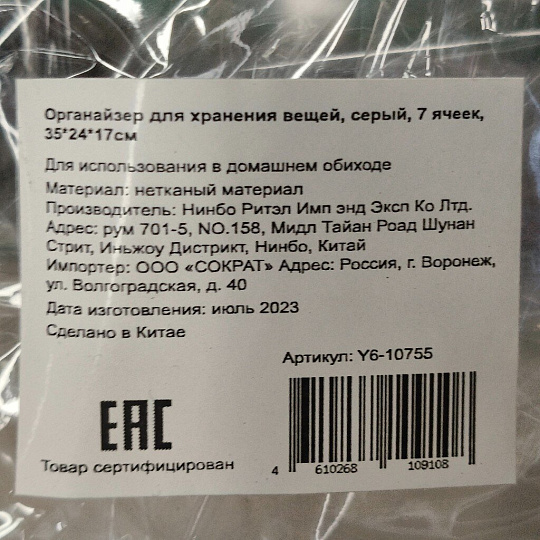 Органайзер для хранения вещей, серый, 7 ячеек,
35*24*17см
Для использования в домашнем обиходе
Материал: нетканый материал
Производитель: Нинбо Ритэл Имп энд Эксп Ко Лтд.
Адрес: рум 701-5, NO.158, Мидл Тайан Роад Шунан
Стрит, Иньжоу Дистрикт, Нинбо, Китай
Импортер: ООО «СОКРАТ» Адрес: Россия, г. Воронеж,
ул. Волгоградская, д. 40
Дата изготовления: июль 2023
Сделано в Китае
Артикул: Y6-10755
EAC
Товар сертифицирован
4 610268 109108